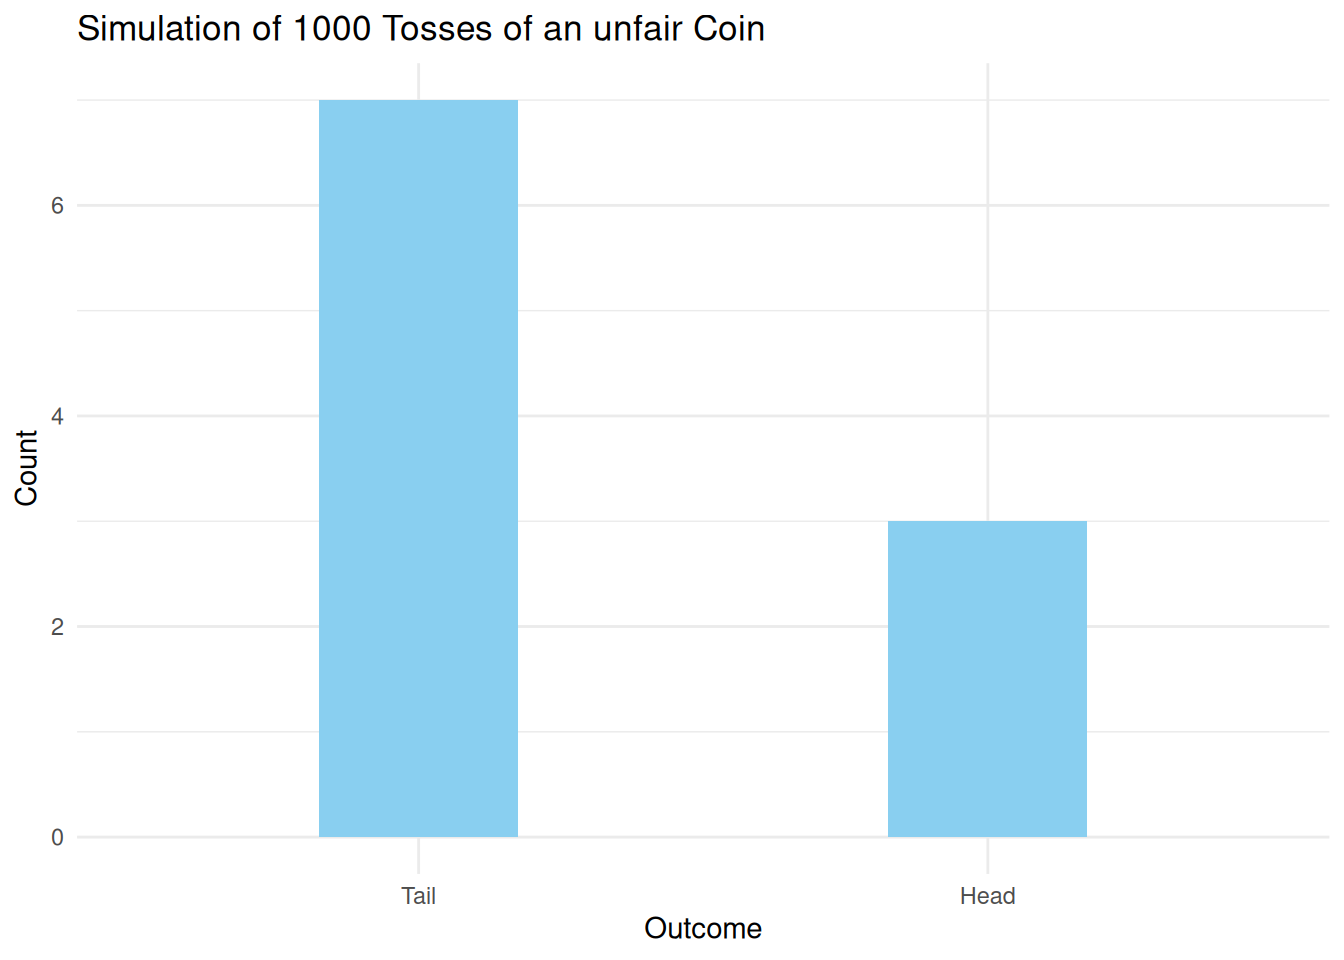 Simulation of 1000 Tosses of an unfair Coin
6
4
2
0
Count
Tail
Head
Outcome